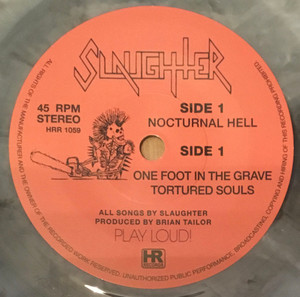 SLAUGHTER
45 RPM
STEREO
HRR 1059
SIDE 1
NOCTURNAL HELL
SIDE 1
ONE FOOT IN THE GRAVE
TORTURED SOULS
ALL SONGS BY SLAUGHTER
PRODUCED BY BRIAN TAILOR
PLAY LOUD!
HR
ALL RIGHTS OF THE MANUFACTURER AND THE OWNER OF THE RECORDED WORK RESERVED. UNAUTHORIZED PUBLIC PERFORMANCE, BROADCASTING, COPYING AND HIRING OF THIS RECORDING PROHIBITED.